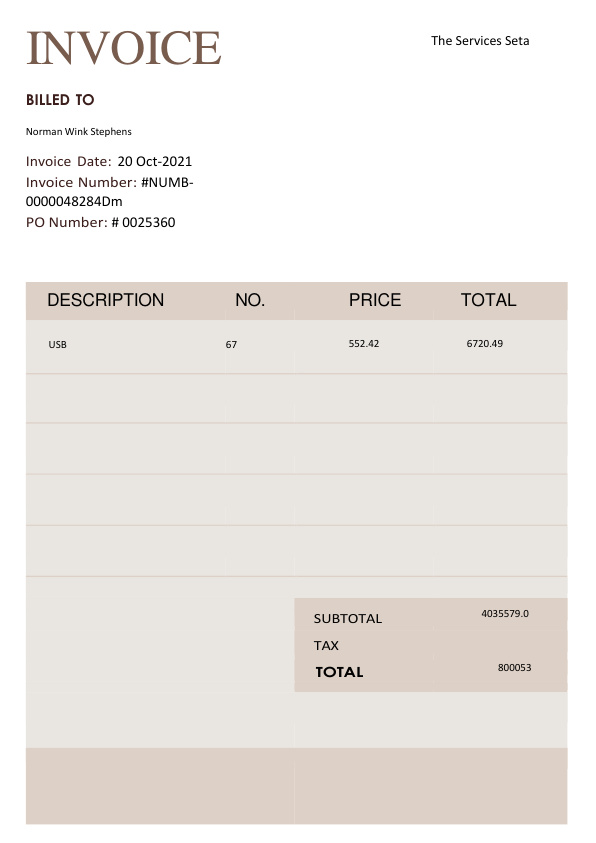 INVOICE
The Services Seta
BILLED TO
Norman Wink Stephens
Invoice Date: 20 Oct-2021
Invoice Number: #NUMB-
0000048284Dm
PO Number: # 0025360
DESCRIPTION NO. PRICE TOTAL
USB 67 552.42 6720.49
SUBTOTAL 4035579.0
TAX
TOTAL 800053